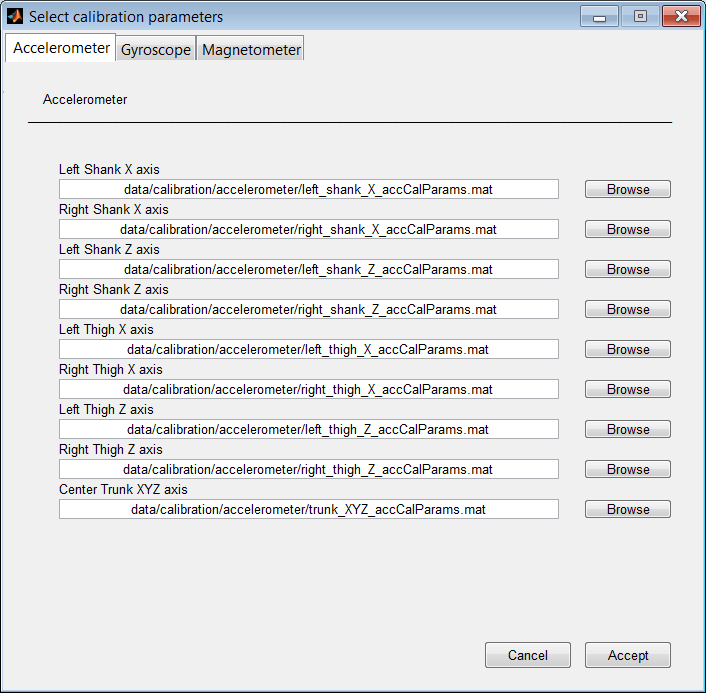 Select calibration parameters
Accelerometer Gyroscope Magnetometer
Accelerometer
Left Shank X axis
data/calibration/accelerometer/left_shank_X_accCalParams.mat Browse
Right Shank X axis
data/calibration/accelerometer/right_shank_X_accCalParams.mat Browse
Left Shank Z axis
data/calibration/accelerometer/left_shank_Z_accCalParams.mat Browse
Right Shank Z axis
data/calibration/accelerometer/right_shank_Z_accCalParams.mat Browse
Left Thigh X axis
data/calibration/accelerometer/left_thigh_X_accCalParams.mat Browse
Right Thigh X axis
data/calibration/accelerometer/right_thigh_X_accCalParams.mat Browse
Left Thigh Z axis
data/calibration/accelerometer/left_thigh_Z_accCalParams.mat Browse
Right Thigh Z axis
data/calibration/accelerometer/right_thigh_Z_accCalParams.mat Browse
Center Trunk XYZ axis
data/calibration/accelerometer/trunk_XYZ_accCalParams.mat Browse
Cancel Accept